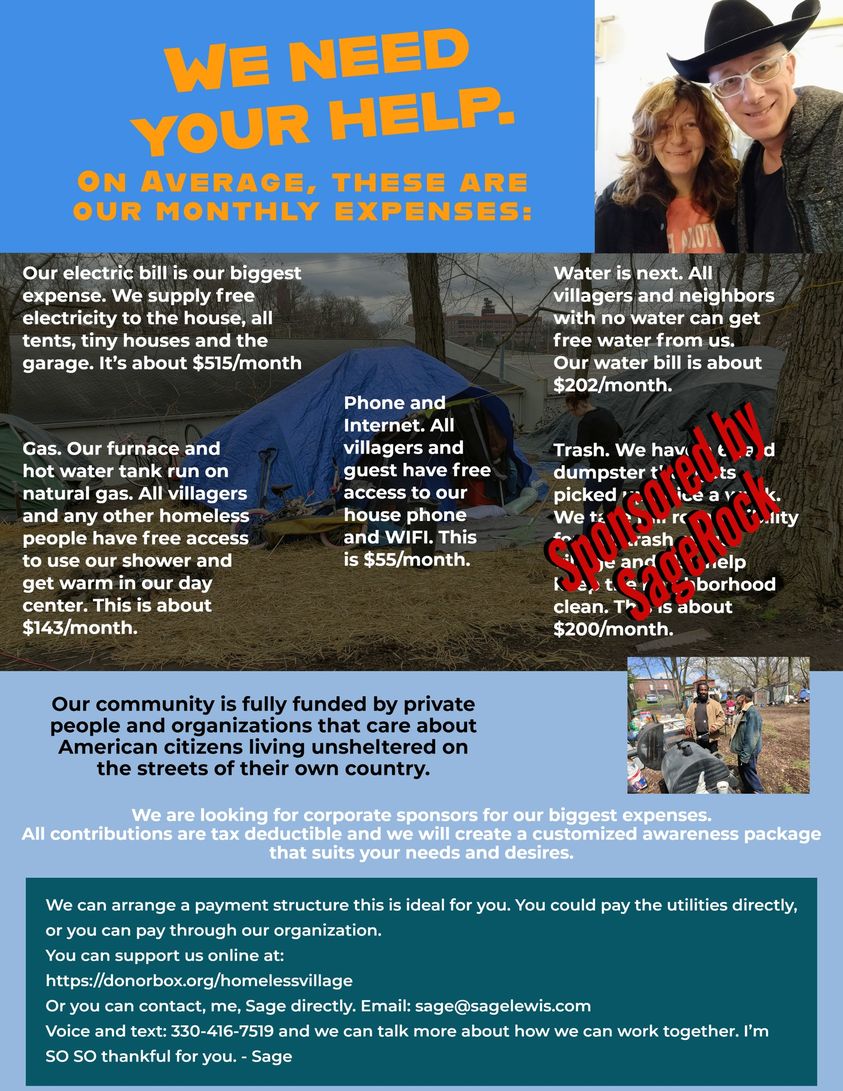 WE NEED
YOUR HELP.
ON AVERAGE, THESE ARE
OUR MONTHLY EXPENSES:
Our electric bill is our biggest
expense. We supply free
electricity to the house, all
tents, tiny houses and the
garage. It's about $515/month
Water is next. All
villagers and neighbors
with no water can get
free water from us.
Our water bill is about
$202/month.
Phone and
Internet. All
villagers and
guest have free
access to our
house phone
and WIFI. This
is $55/month.
Gas. Our furnace and
hot water tank run on
natural gas. All villagers
and any other homeless
people have free access
to use our shower and
get warm in our day
center. This is about
$143/month.
Trash. We have
dumpster
picked a week.
We
trash
and help
keep the neighborhood
clean. This is about
$200/month.
Sponsored by
SageRock
Our community is fully funded by private
people and organizations that care about
American citizens living unsheltered on
the streets of their own country.
We are looking for corporate sponsors for our biggest expenses.
All contributions are tax deductible and we will create a customized awareness package
that suits your needs and desires.
We can arrange a payment structure this is ideal for you. You could pay the utilities directly,
or you can pay through our organization.
You can support us online at:
https://donorbox.org/homelessvillage
Or you can contact, me, Sage directly. Email: sage@sagelewis.com
Voice and text: 330-416-7519 and we can talk more about how we can work together. I'm
SO SO thankful for you. - Sage